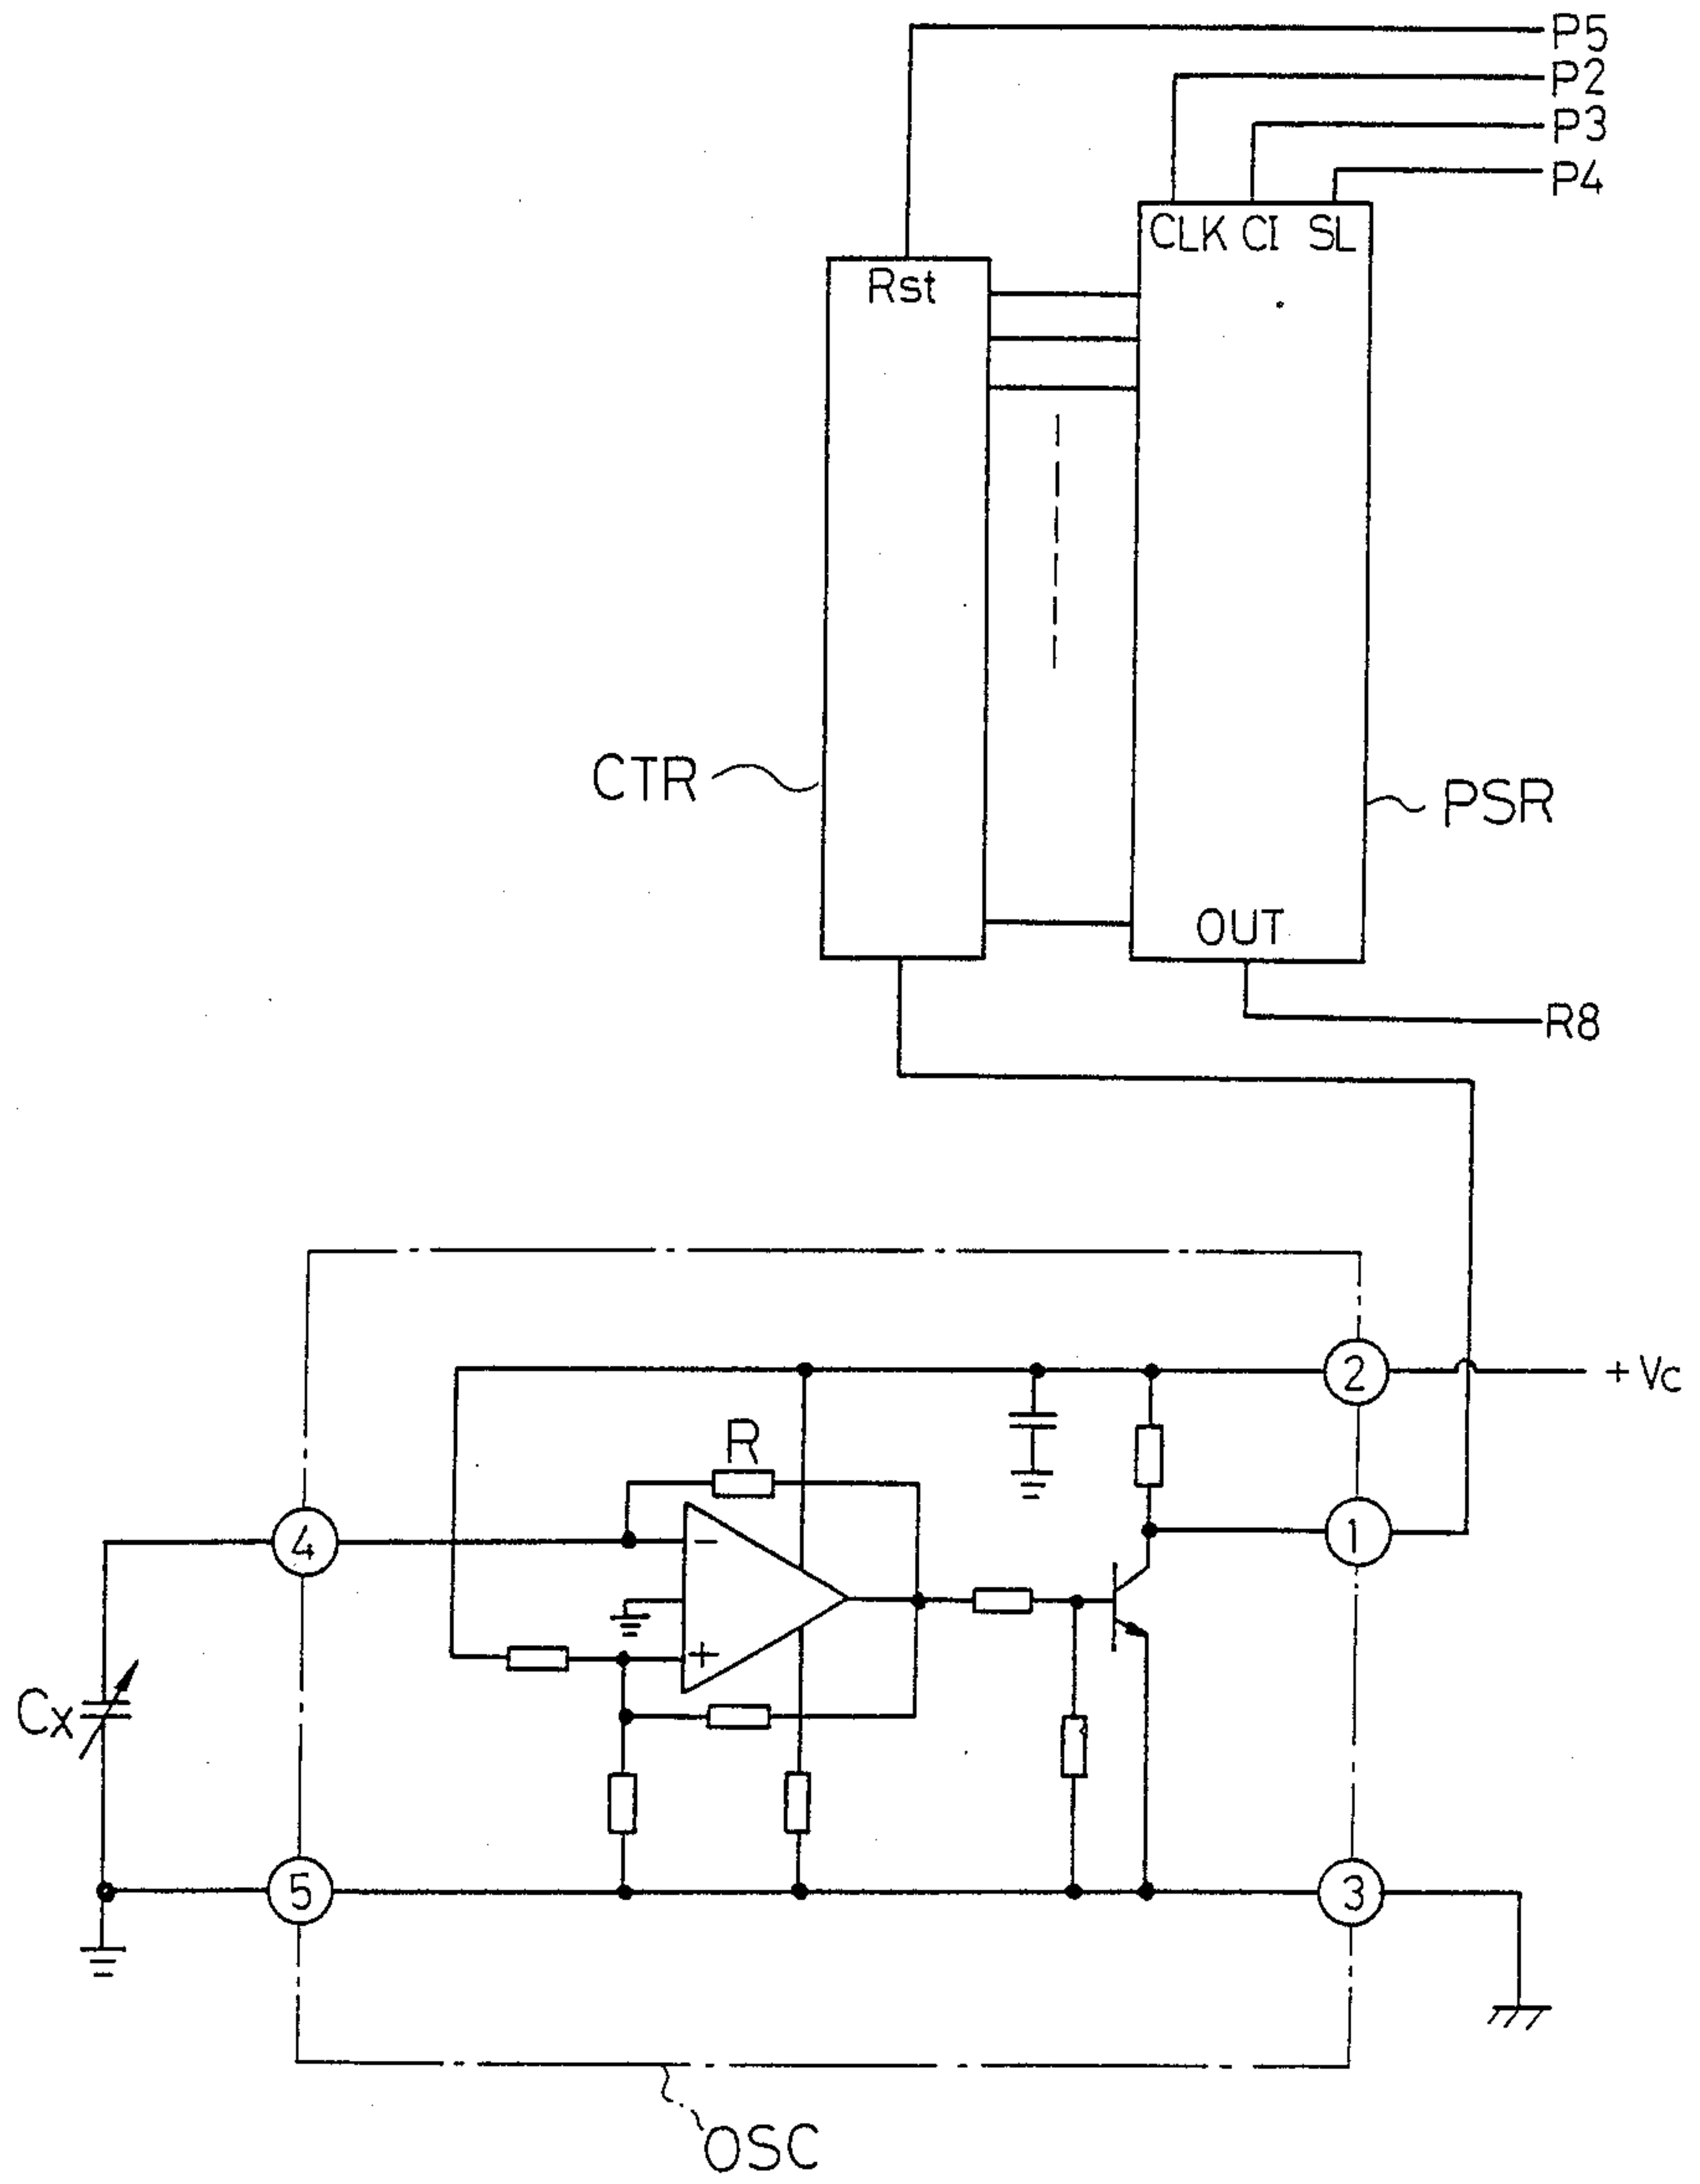 P5
P2
P3
P4
CLK CI SL
Rst
CTR
PSR
OUT
R8
2
+Vc
R
4
-
1
+
Cx
5
3
OSC